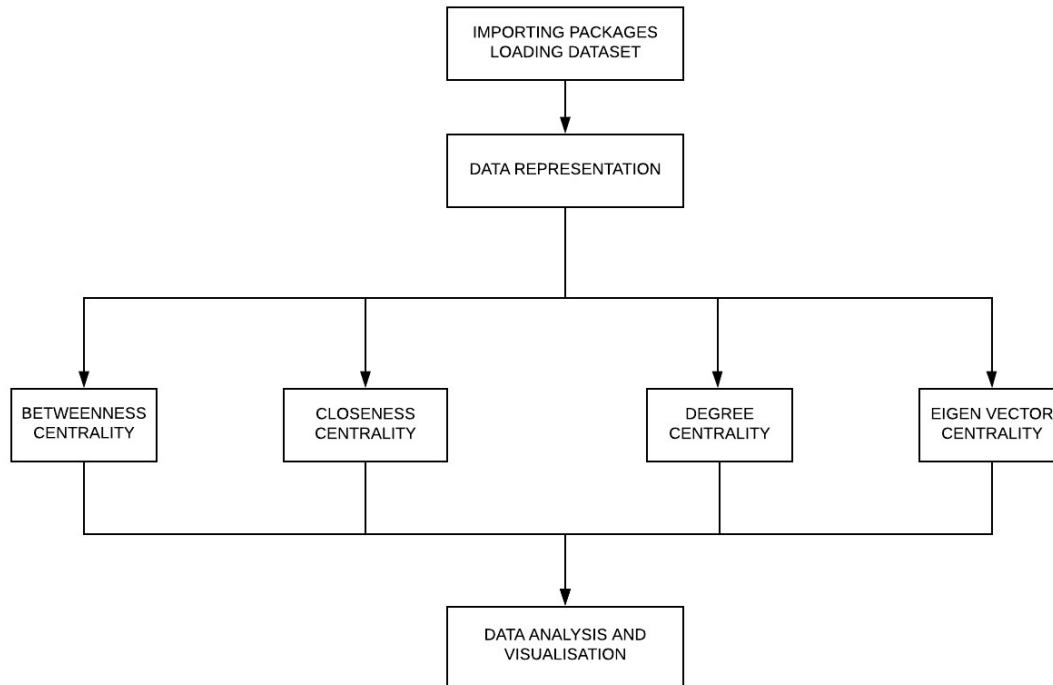 IMPORTING PACKAGES
LOADING DATASET
DATA REPRESENTATION
BETWEENNESS
CENTRALITY
CLOSENESS
CENTRALITY
DEGREE
CENTRALITY
EIGEN VECTOR
CENTRALITY
DATA ANALYSIS AND
VISUALISATION